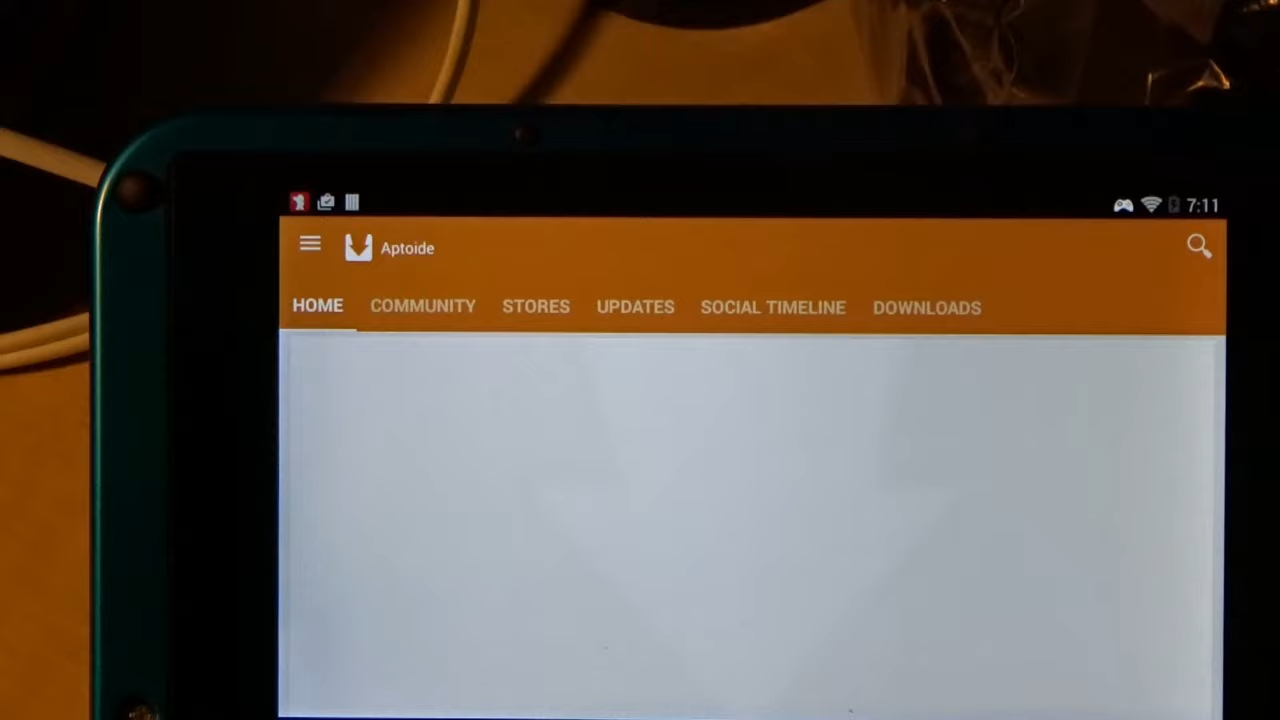 7:11
Aptoide
HOME COMMUNITY STORES UPDATES SOCIAL TIMELINE DOWNLOADS